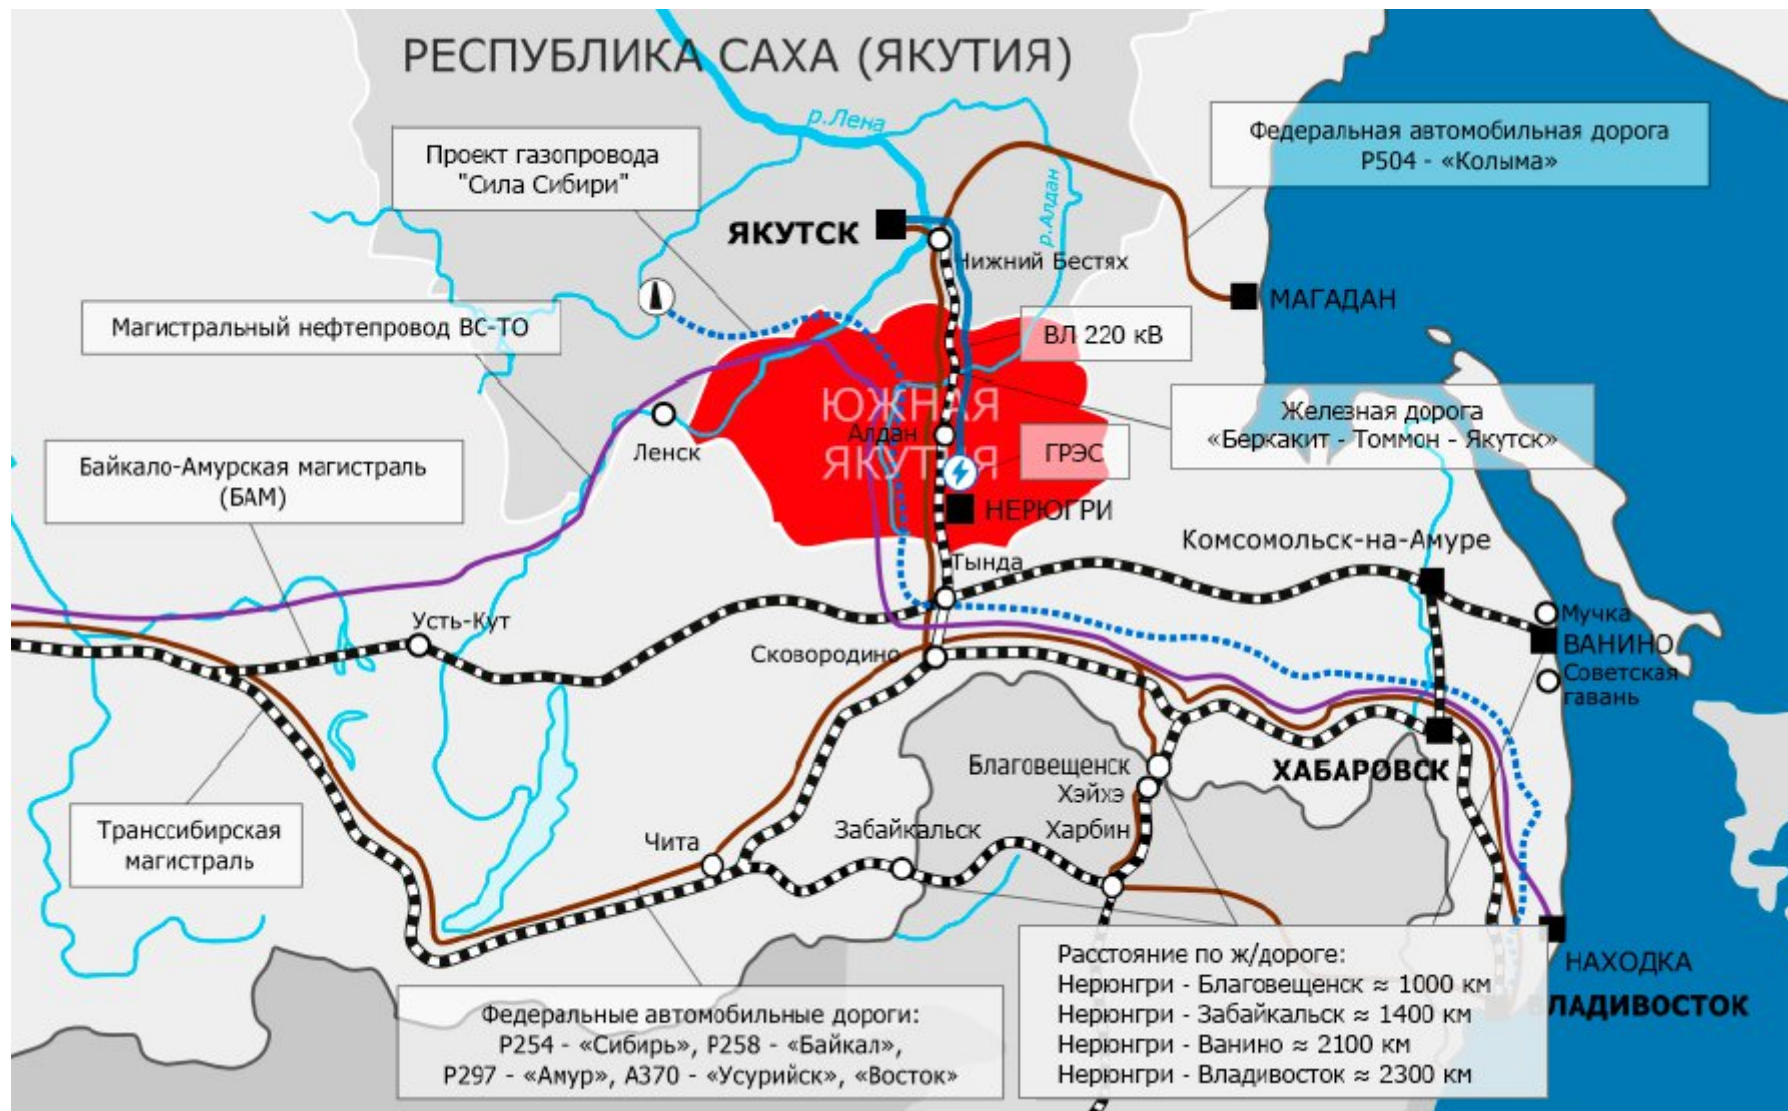 РЕСПУБЛИКА САХА (ЯКУТИЯ)
р.Лена
Федеральная автомобильная дорога
Р504 - «Колыма»
Проект газопровода
"Сила Сибири"
р.Алдан
ЯКУТСК
Нижний Бестях
МАГАДАН
Магистральный нефтепровод ВС-ТО
ВЛ 220 кВ
ЮЖНАЯ
ЯКУТИЯ
Железная дорога
«Беркакит - Томмон - Якутск»
Алдан
Ленск
ГРЭС
Байкало-Амурская магистраль
(БАМ)
НЕРЮГРИ
Комсомольск-на-Амуре
Тында
Усть-Кут
Мучка
ВАНИНО
Сковородино
Советская
гавань
Благовещенск
Хэйхэ
ХАБАРОВСК
Транссибирская
магистраль
Чита
Забайкальск
Харбин
Расстояние по ж/дороге:
Нерюнгри - Благовещенск ≈ 1000 км
Нерюнгри - Забайкальск ≈ 1400 км
Нерюнгри - Ванино ≈ 2100 км
Нерюнгри - Владивосток ≈ 2300 км
НАХОДКА
ВЛАДИВОСТОК
Федеральные автомобильные дороги:
Р254 - «Сибирь», Р258 - «Байкал»,
Р297 - «Амур», А370 - «Усурийск», «Восток»